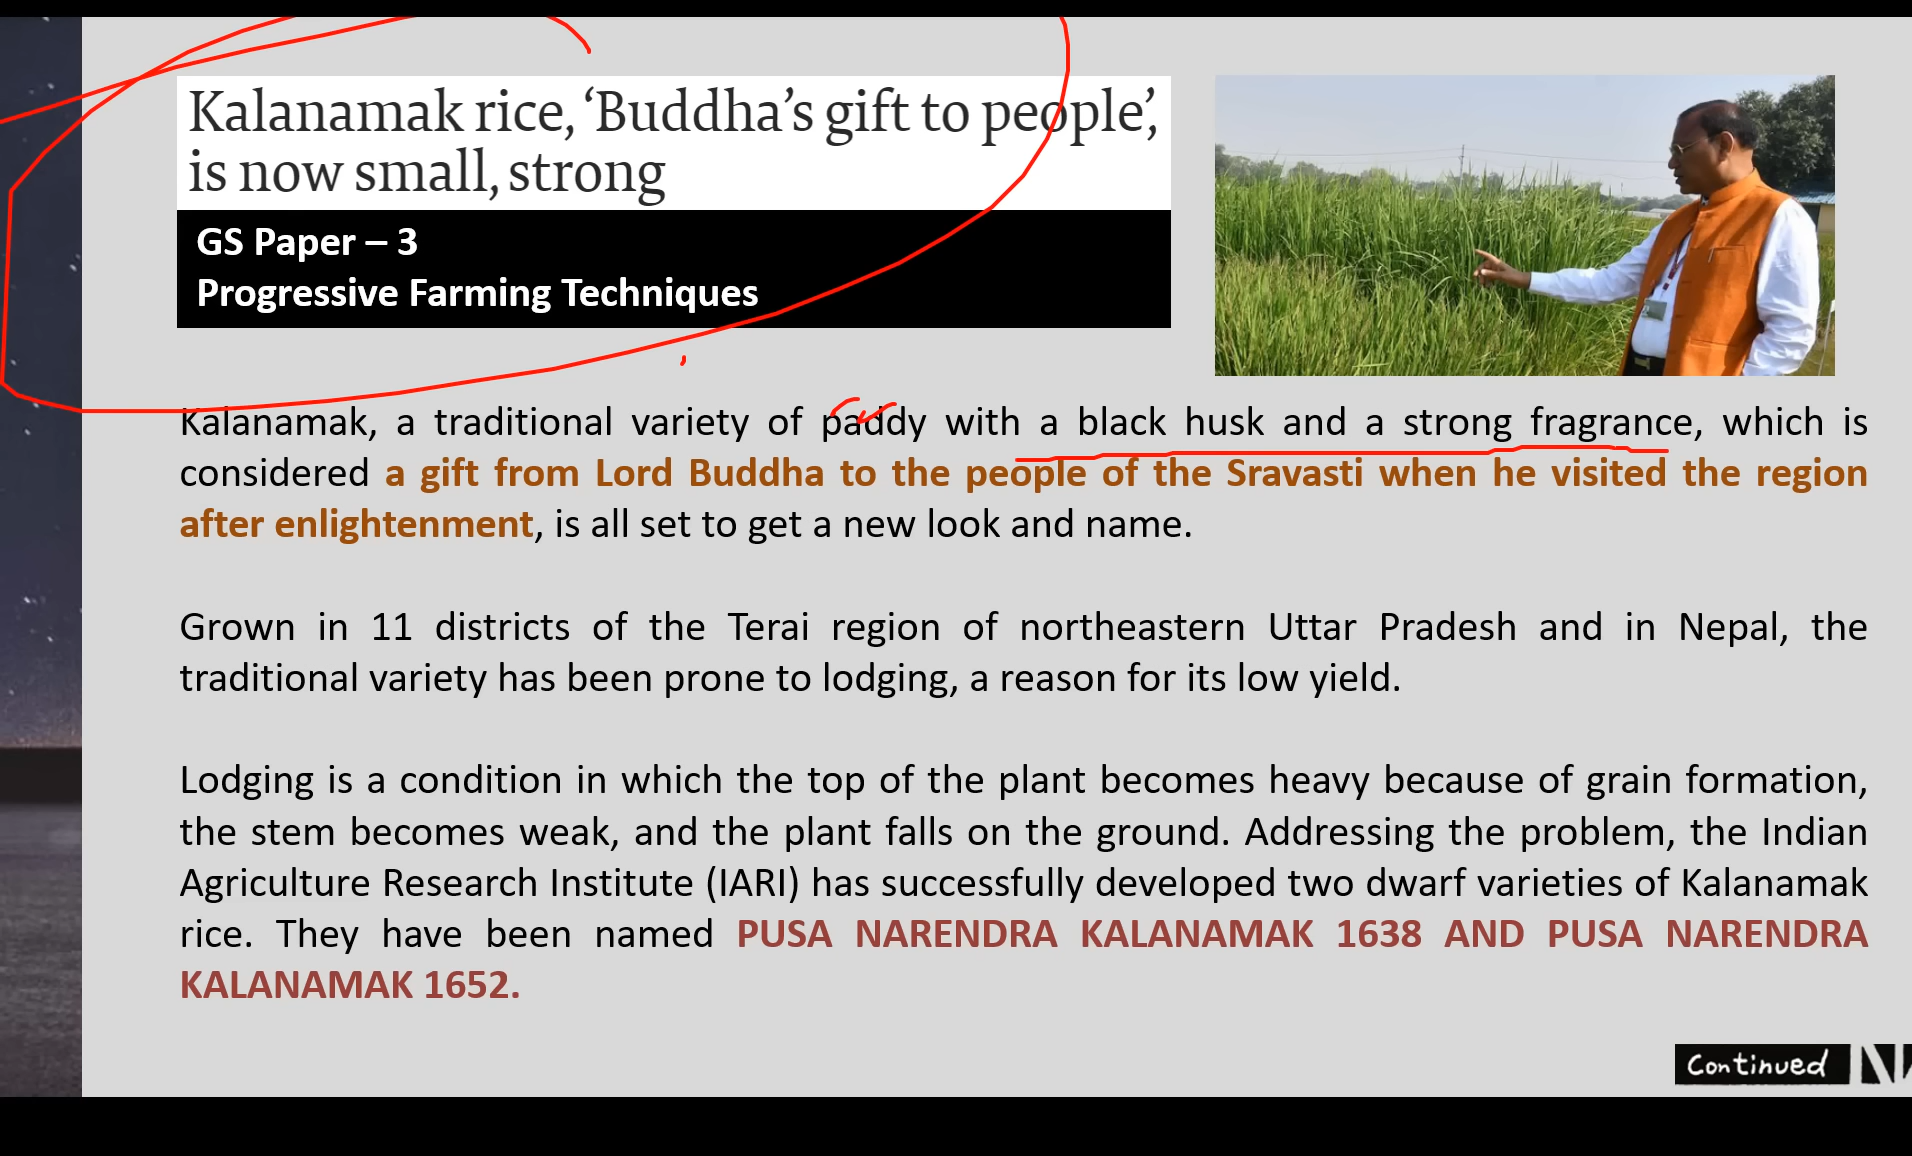 Kalanamak rice, ‘Buddha’s gift to people’,
is now small, strong
GS Paper – 3
Progressive Farming Techniques
Kalanamak, a traditional variety of paddy with a black husk and a strong fragrance, which is
considered a gift from Lord Buddha to the people of the Sravasti when he visited the region
after enlightenment, is all set to get a new look and name.
Grown in 11 districts of the Terai region of northeastern Uttar Pradesh and in Nepal, the
traditional variety has been prone to lodging, a reason for its low yield.
Lodging is a condition in which the top of the plant becomes heavy because of grain formation,
the stem becomes weak, and the plant falls on the ground. Addressing the problem, the Indian
Agriculture Research Institute (IARI) has successfully developed two dwarf varieties of Kalanamak
rice. They have been named PUSA NARENDRA KALANAMAK 1638 AND PUSA NARENDRA
KALANAMAK 1652.
Continued